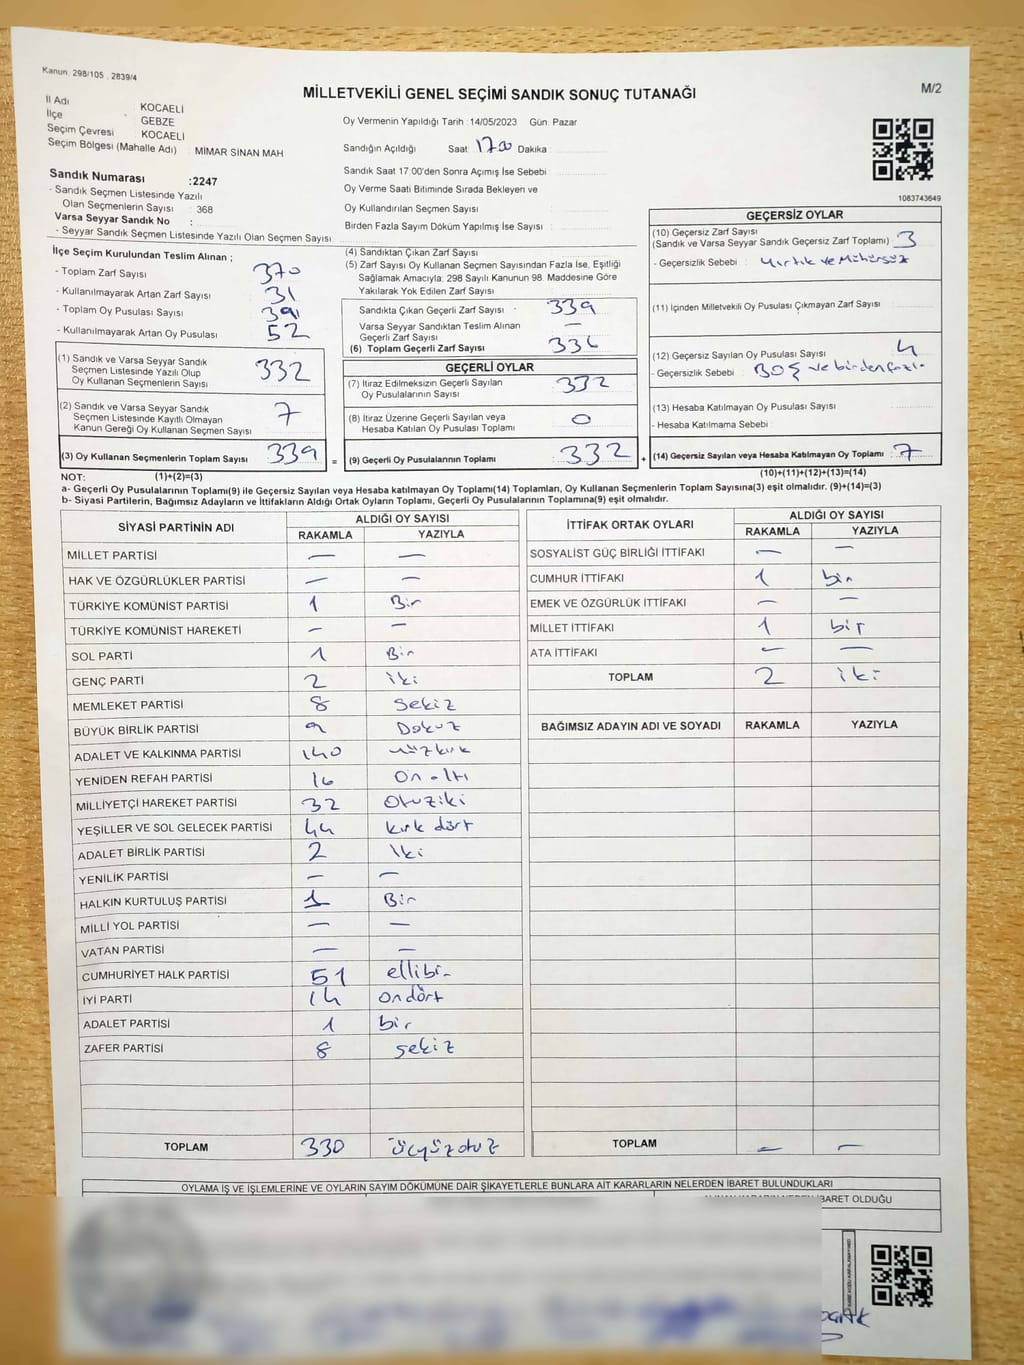 Kanun. 298/105 . 2839/4
MİLLETVEKİLİ GENEL SEÇİMİ SANDIK SONUÇ TUTANAĞI
M/2
İl Adı : KOCAELİ
İlçe : GEBZE
Seçim Çevresi : KOCAELİ
Seçim Bölgesi (Mahalle Adı) : MİMAR SİNAN MAH
Sandık Numarası :2247
- Sandık Seçmen Listesinde Yazılı
Olan Seçmenlerin Sayısı : 368
Varsa Seyyar Sandık No :
- Seyyar Sandık Seçmen Listesinde Yazılı Olan Seçmen Sayısı
Oy Vermenin Yapıldığı Tarih :14/05/2023 Gün. Pazar
Sandığın Açıldığı Saat: 17 00 Dakika
Sandık Saat 17:00'den Sonra Açımış İse Sebebi
Oy Verme Saati Bitiminde Sırada Bekleyen ve
Oy Kullandırılan Seçmen Sayısı
Birden Fazla Sayım Döküm Yapılmış İse Sayısı
1083743649
İlçe Seçim Kurulundan Teslim Alınan ;
- Toplam Zarf Sayısı 370
- Kullanılmayarak Artan Zarf Sayısı 31
- Toplam Oy Pusulası Sayısı 391
- Kullanılmayarak Artan Oy Pusulası 52
(1) Sandık ve Varsa Seyyar Sandık
Seçmen Listesinde Yazılı Olup
Oy Kullanan Seçmenlerin Sayısı 332
(2) Sandık ve Varsa Seyyar Sandık
Seçmen Listesinde Kayıtlı Olmayan
Kanun Gereği Oy Kullanan Seçmen Sayısı 7
(3) Oy Kullanan Seçmenlerin Toplam Sayısı 339
(4) Sandıktan Çıkan Zarf Sayısı
(5) Zarf Sayısı Oy Kullanan Seçmen Sayısından Fazla İse, Eşitliği
Sağlamak Amacıyla; 298 Sayılı Kanunun 98. Maddesine Göre
Yakılarak Yok Edilen Zarf Sayısı
Sandıkta Çıkan Geçerli Zarf Sayısı 339
Varsa Seyyar Sandıktan Teslim Alınan
Geçerli Zarf Sayısı —
(6) Toplam Geçerli Zarf Sayısı 336
GEÇERLİ OYLAR
(7) İtiraz Edilmeksizin Geçerli Sayılan
Oy Pusulalarının Sayısı 332
(8) İtiraz Üzerine Geçerli Sayılan veya
Hesaba Katılan Oy Pusulası Toplamı 0
= (9) Geçerli Oy Pusulalarının Toplamı 332
GEÇERSİZ OYLAR
(10) Geçersiz Zarf Sayısı
(Sandık ve Varsa Seyyar Sandık Geçersiz Zarf Toplamı) 3
- Geçersizlik Sebebi : Yırtık ve Mühürsüz
(11) İçinden Milletvekili Oy Pusulası Çıkmayan Zarf Sayısı
(12) Geçersiz Sayılan Oy Pusulası Sayısı 4
- Geçersizlik Sebebi : BOŞ ve birden fazla
(13) Hesaba Katılmayan Oy Pusulası Sayısı
- Hesaba Katılmama Sebebi
+ (14) Geçersiz Sayılan veya Hesaba Katılmayan Oy Toplamı 7
NOT: (1)+(2)=(3)
(10)+(11)+(12)+(13)=(14)
a- Geçerli Oy Pusulalarının Toplamı(9) ile Geçersiz Sayılan veya Hesaba katılmayan Oy Toplamı(14) Toplamları, Oy Kullanan Seçmenlerin Toplam Sayısına(3) eşit olmalıdır. (9)+(14)=(3)
b- Siyasi Partilerin, Bağımsız Adayların ve İttifakların Aldığı Ortak Oyların Toplamı, Geçerli Oy Pusulalarının Toplamına(9) eşit olmalıdır.
SİYASİ PARTİNİN ADI ALDIĞI OY SAYISI
RAKAMLA YAZIYLA
MİLLET PARTİSİ — —
HAK VE ÖZGÜRLÜKLER PARTİSİ — —
TÜRKİYE KOMÜNİST PARTİSİ 1 Bir
TÜRKİYE KOMÜNİST HAREKETİ — —
SOL PARTİ 1 Bir
GENÇ PARTİ 2 iki
MEMLEKET PARTİSİ 8 sekiz
BÜYÜK BİRLİK PARTİSİ 9 Dokuz
ADALET VE KALKINMA PARTİSİ 140 yüzkırk
YENİDEN REFAH PARTİSİ 16 On altı
MİLLİYETÇİ HAREKET PARTİSİ 32 Otuziki
YEŞİLLER VE SOL GELECEK PARTİSİ 44 kırk dört
ADALET BİRLİK PARTİSİ 2 İki
YENİLİK PARTİSİ — —
HALKIN KURTULUŞ PARTİSİ 1 Bir
MİLLİ YOL PARTİSİ — —
VATAN PARTİSİ — —
CUMHURİYET HALK PARTİSİ 51 ellibir
İYİ PARTİ 14 ondört
ADALET PARTİSİ 1 bir
ZAFER PARTİSİ 8 sekiz
TOPLAM 330 üçyüzotuz
İTTİFAK ORTAK OYLARI ALDIĞI OY SAYISI
RAKAMLA YAZIYLA
SOSYALİST GÜÇ BİRLİĞİ İTTİFAKI — —
CUMHUR İTTİFAKI 1 bir
EMEK VE ÖZGÜRLÜK İTTİFAKI — —
MİLLET İTTİFAKI 1 bir
ATA İTTİFAKI — —
TOPLAM 2 iki
BAĞIMSIZ ADAYIN ADI VE SOYADI RAKAMLA YAZIYLA
TOPLAM — —
OYLAMA İŞ VE İŞLEMLERİNE VE OYLARIN SAYIM DÖKÜMÜNE DAİR ŞİKAYETLERLE BUNLARA AİT KARARLARIN NELERDEN İBARET BULUNDUKLARI
İBARET OLDUĞU